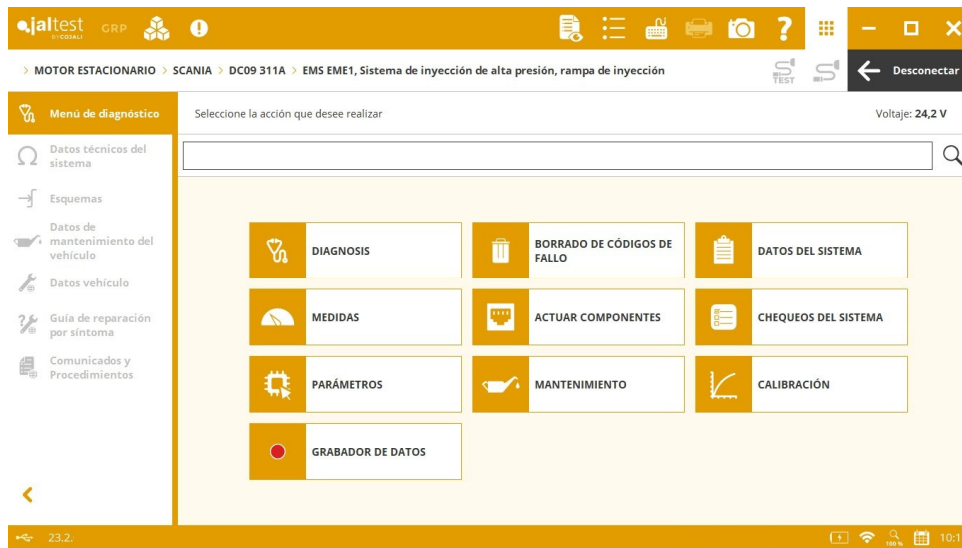 jaltest GRP
BY COJALI
> MOTOR ESTACIONARIO > SCANIA > DC09 311A > EMS EME1, Sistema de inyección de alta presión, rampa de inyección
TEST
Desconectar
Menú de diagnóstico
Seleccione la acción que desee realizar
Voltaje: 24,2 V
Datos técnicos del
sistema
Esquemas
Datos de
mantenimiento del
vehículo
Datos vehículo
Guía de reparación
por síntoma
Comunicados y
Procedimientos
DIAGNOSIS
BORRADO DE CÓDIGOS DE
FALLO
DATOS DEL SISTEMA
MEDIDAS
ACTUAR COMPONENTES
CHEQUEOS DEL SISTEMA
PARÁMETROS
MANTENIMIENTO
CALIBRACIÓN
GRABADOR DE DATOS
23.2.
100 %
10:1